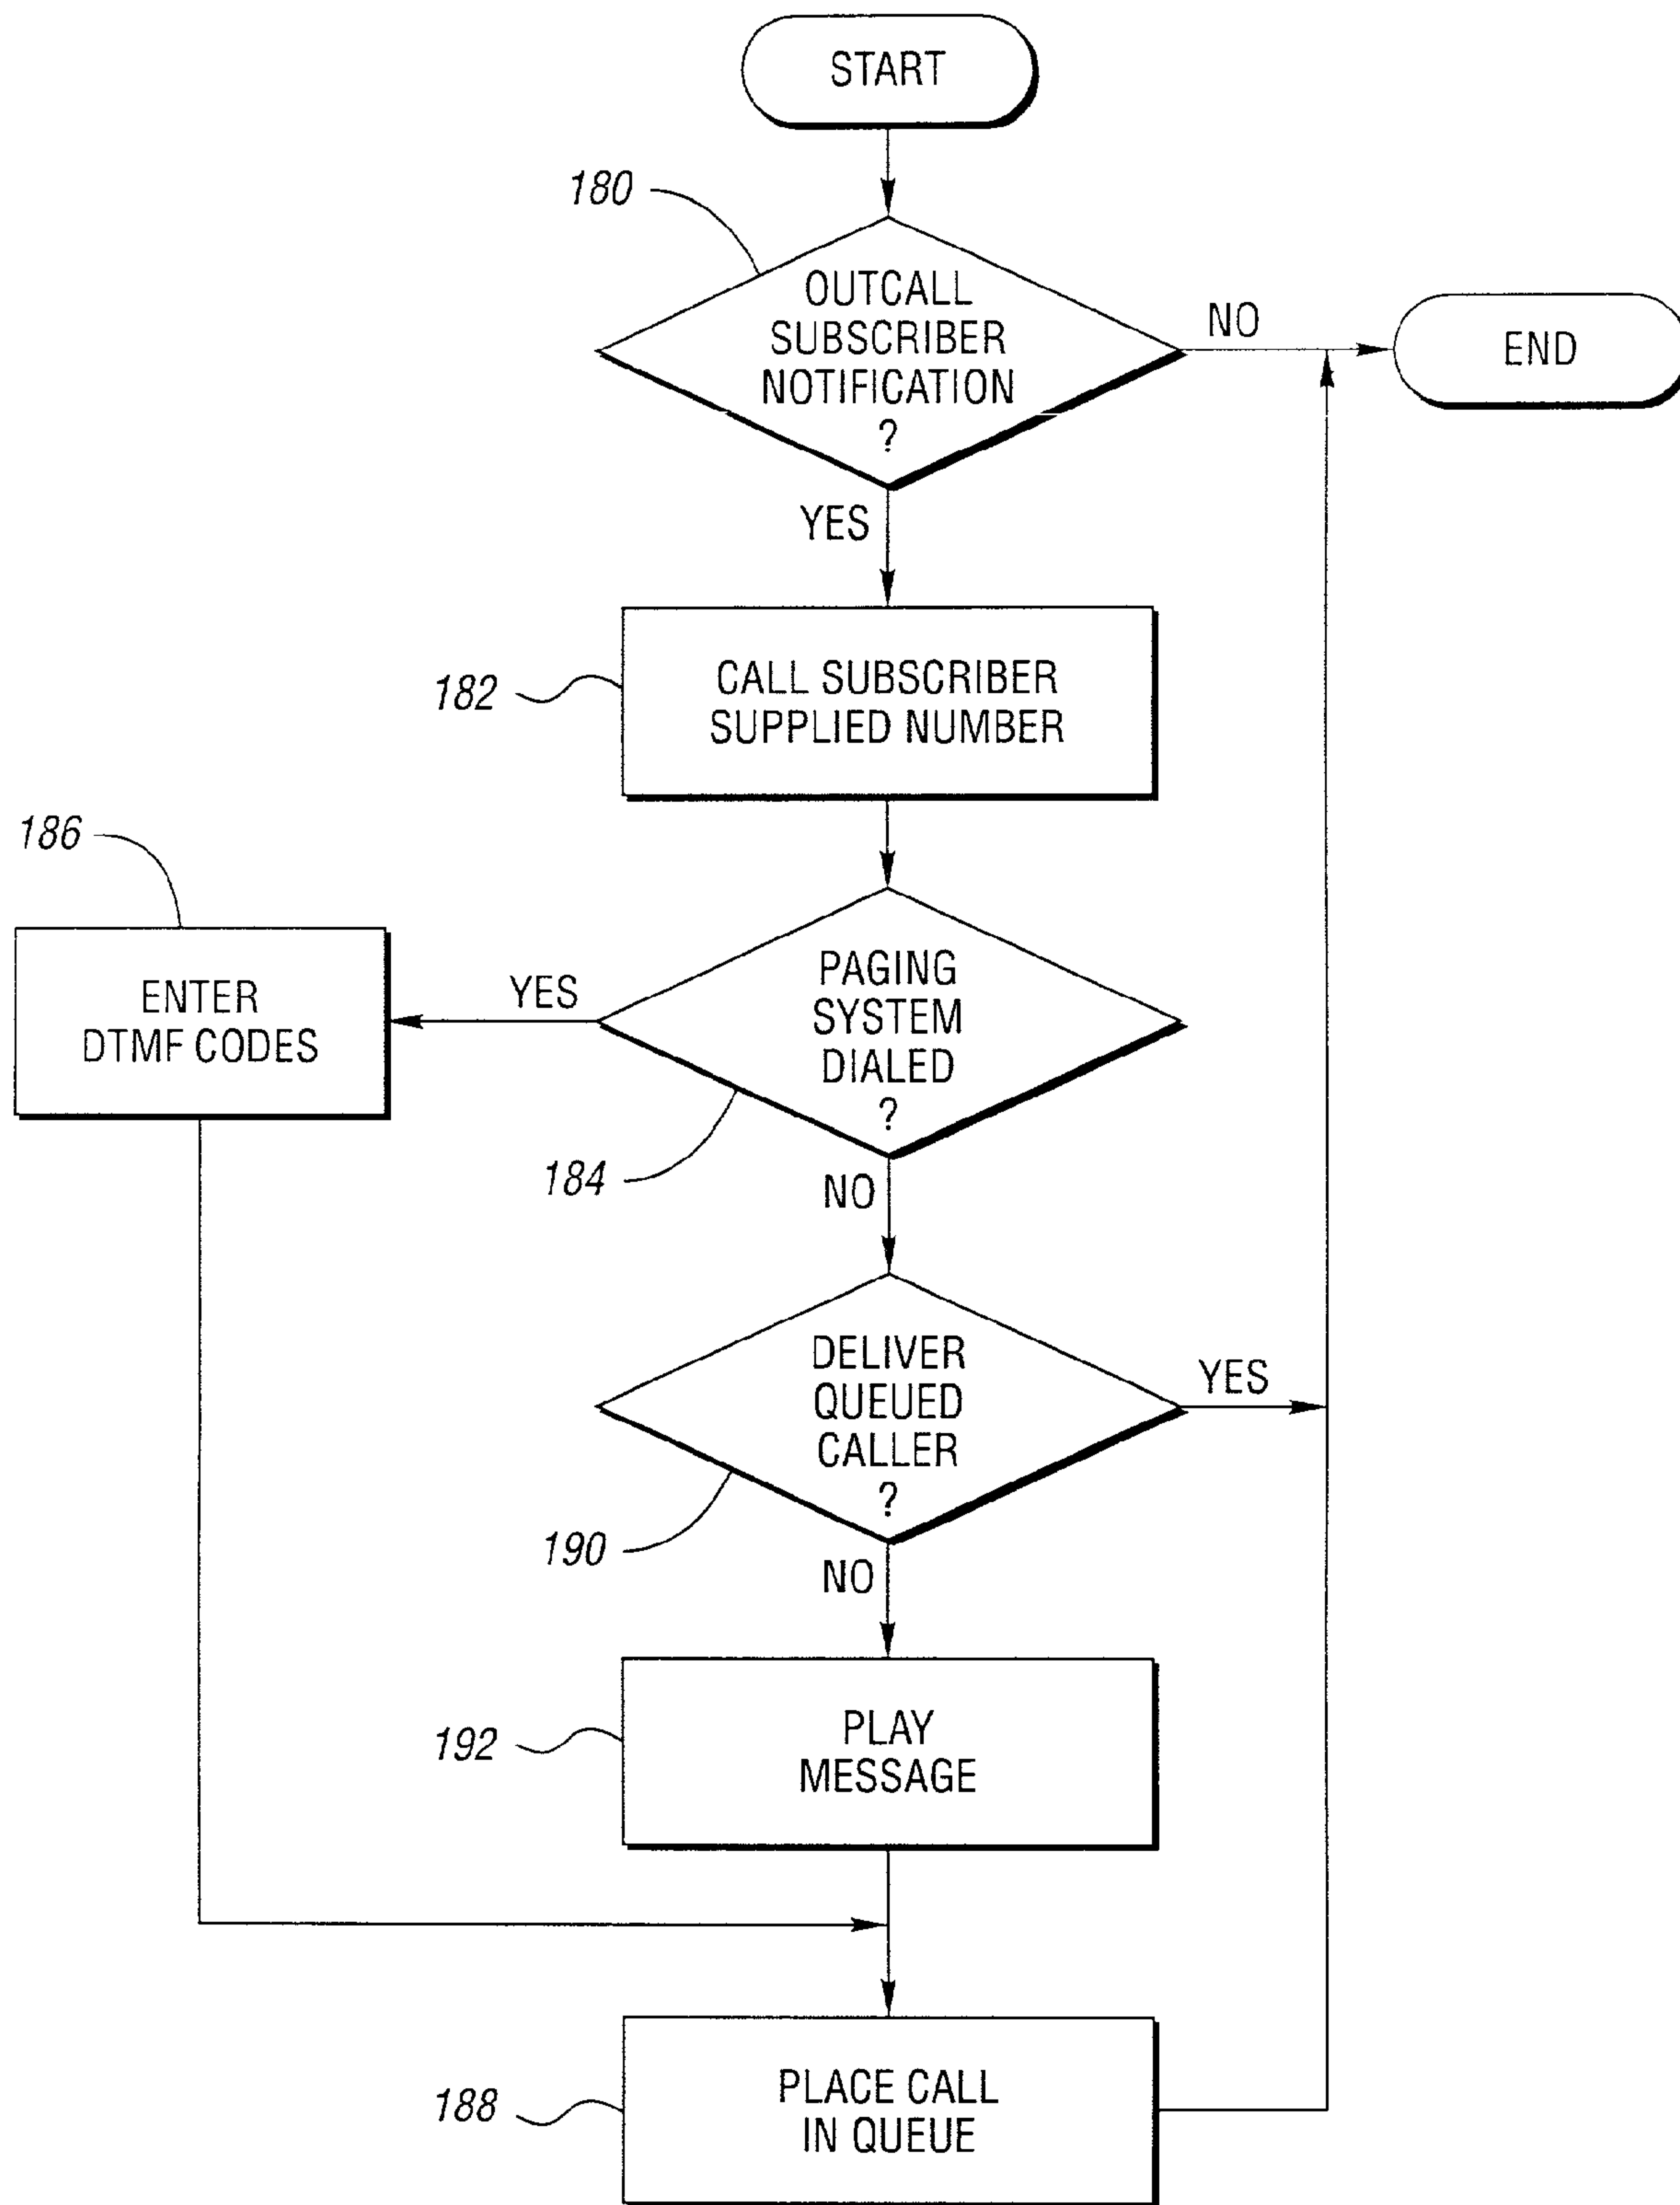 START
180
OUTCALL
SUBSCRIBER
NOTIFICATION
?
NO
END
YES
CALL SUBSCRIBER
SUPPLIED NUMBER
182
186
ENTER
DTMF CODES
YES
PAGING
SYSTEM
DIALED
?
184
NO
DELIVER
QUEUED
CALLER
?
YES
190
NO
192
PLAY
MESSAGE
188
PLACE CALL
IN QUEUE